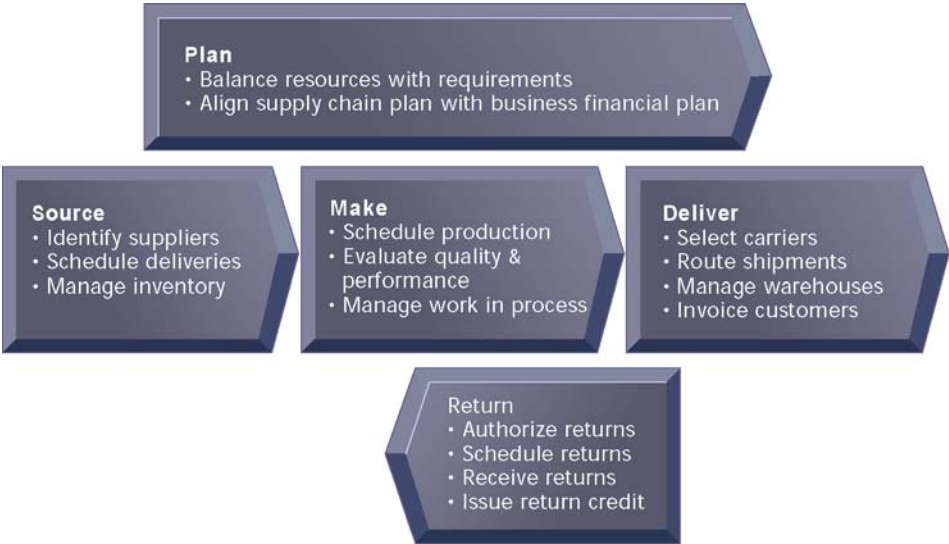 Plan
• Balance resources with requirements
• Align supply chain plan with business financial plan
Source
• Identify suppliers
• Schedule deliveries
• Manage inventory
Make
• Schedule production
• Evaluate quality &
performance
• Manage work in process
Deliver
• Select carriers
• Route shipments
• Manage warehouses
• Invoice customers
Return
• Authorize returns
• Schedule returns
• Receive returns
• Issue return credit